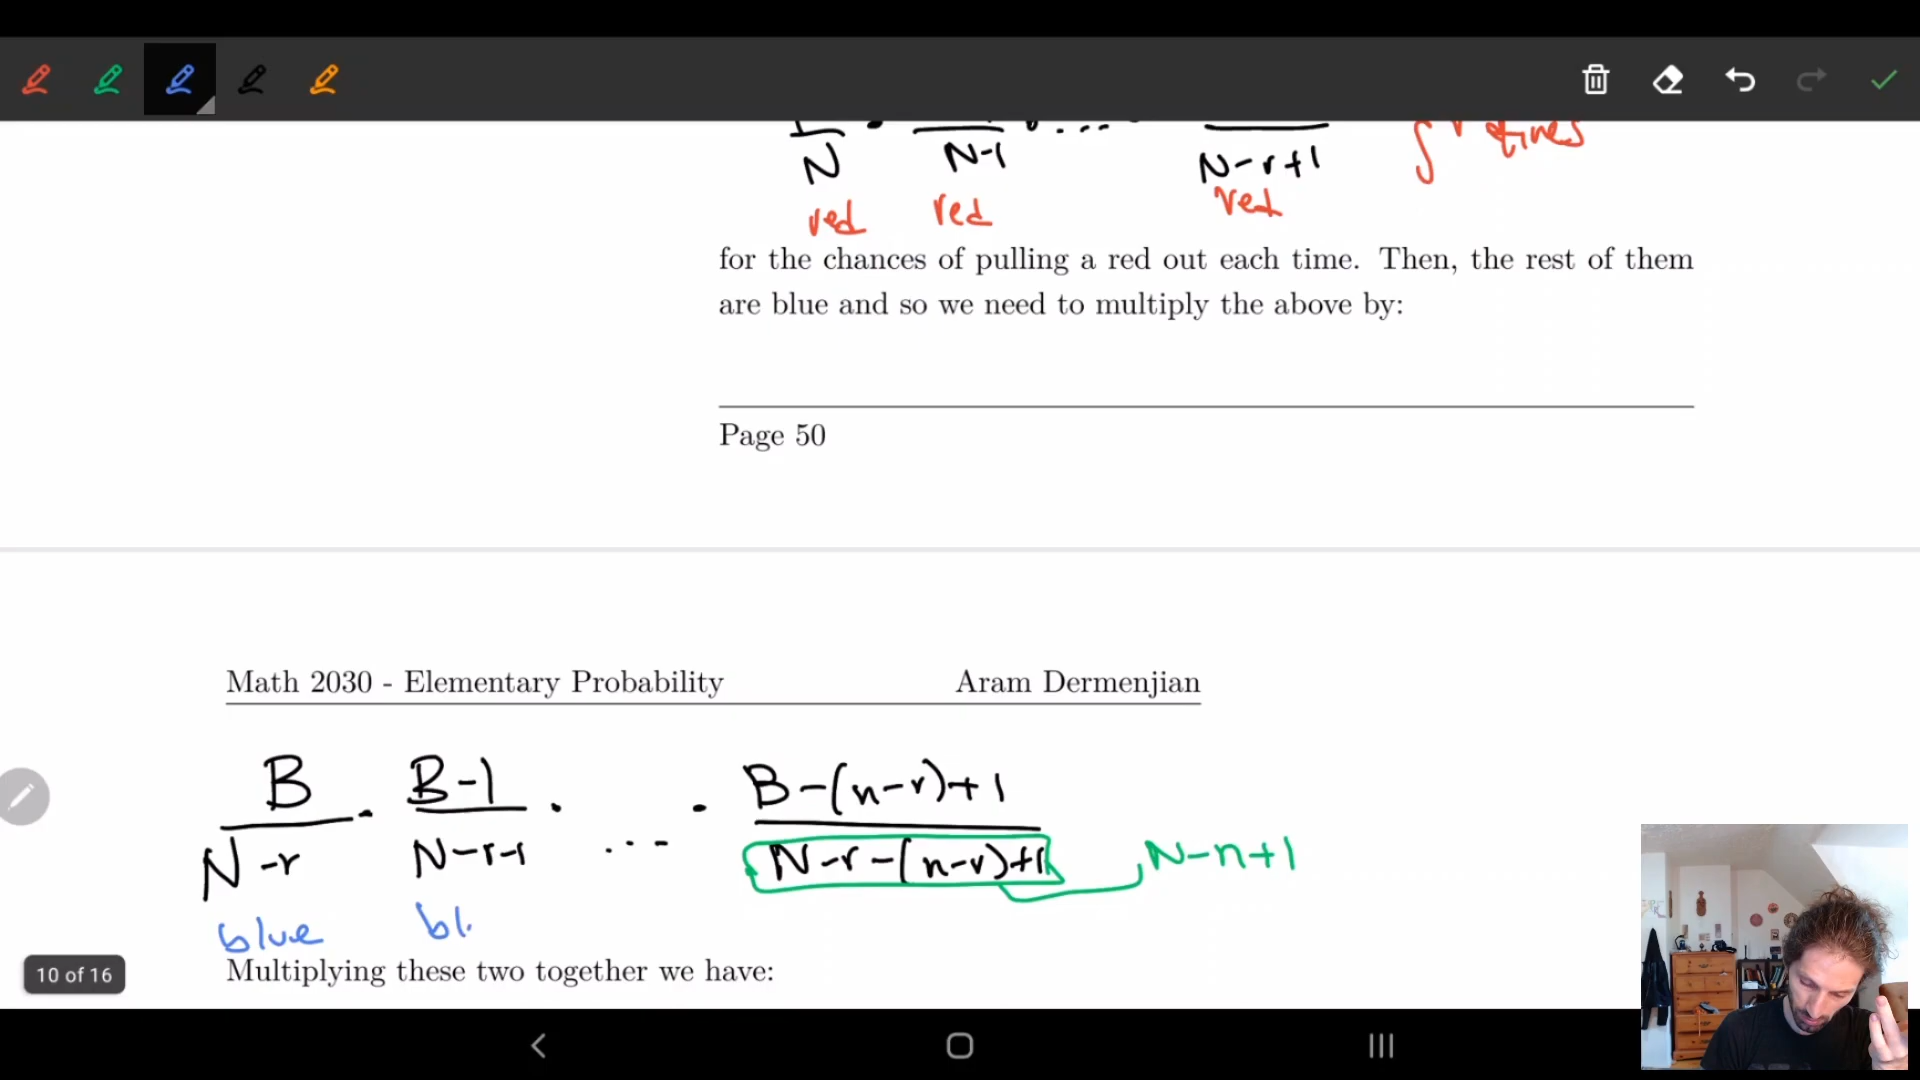 N N-1 ... N-r+1 times
red red red
for the chances of pulling a red out each time. Then, the rest of them
are blue and so we need to multiply the above by:
Page 50
Math 2030 - Elementary Probability Aram Dermenjian
B B-1 B-(n-r)+1
N-r · N-r-1 · ... · N-r-(n-r)+1 N-n+1
blue bl
Multiplying these two together we have:
10 of 16